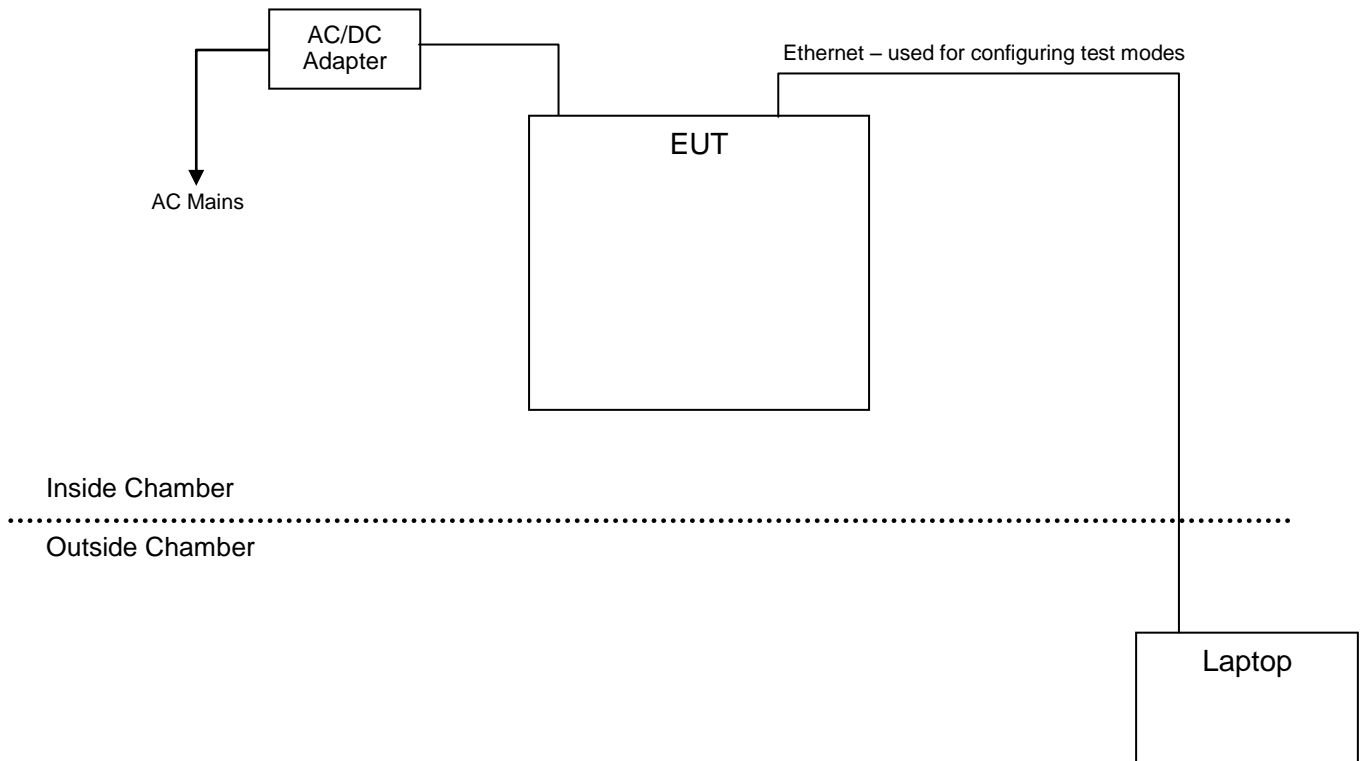 AC/DC
Adapter
Ethernet – used for configuring test modes
EUT
AC Mains
Inside Chamber
Outside Chamber
Laptop